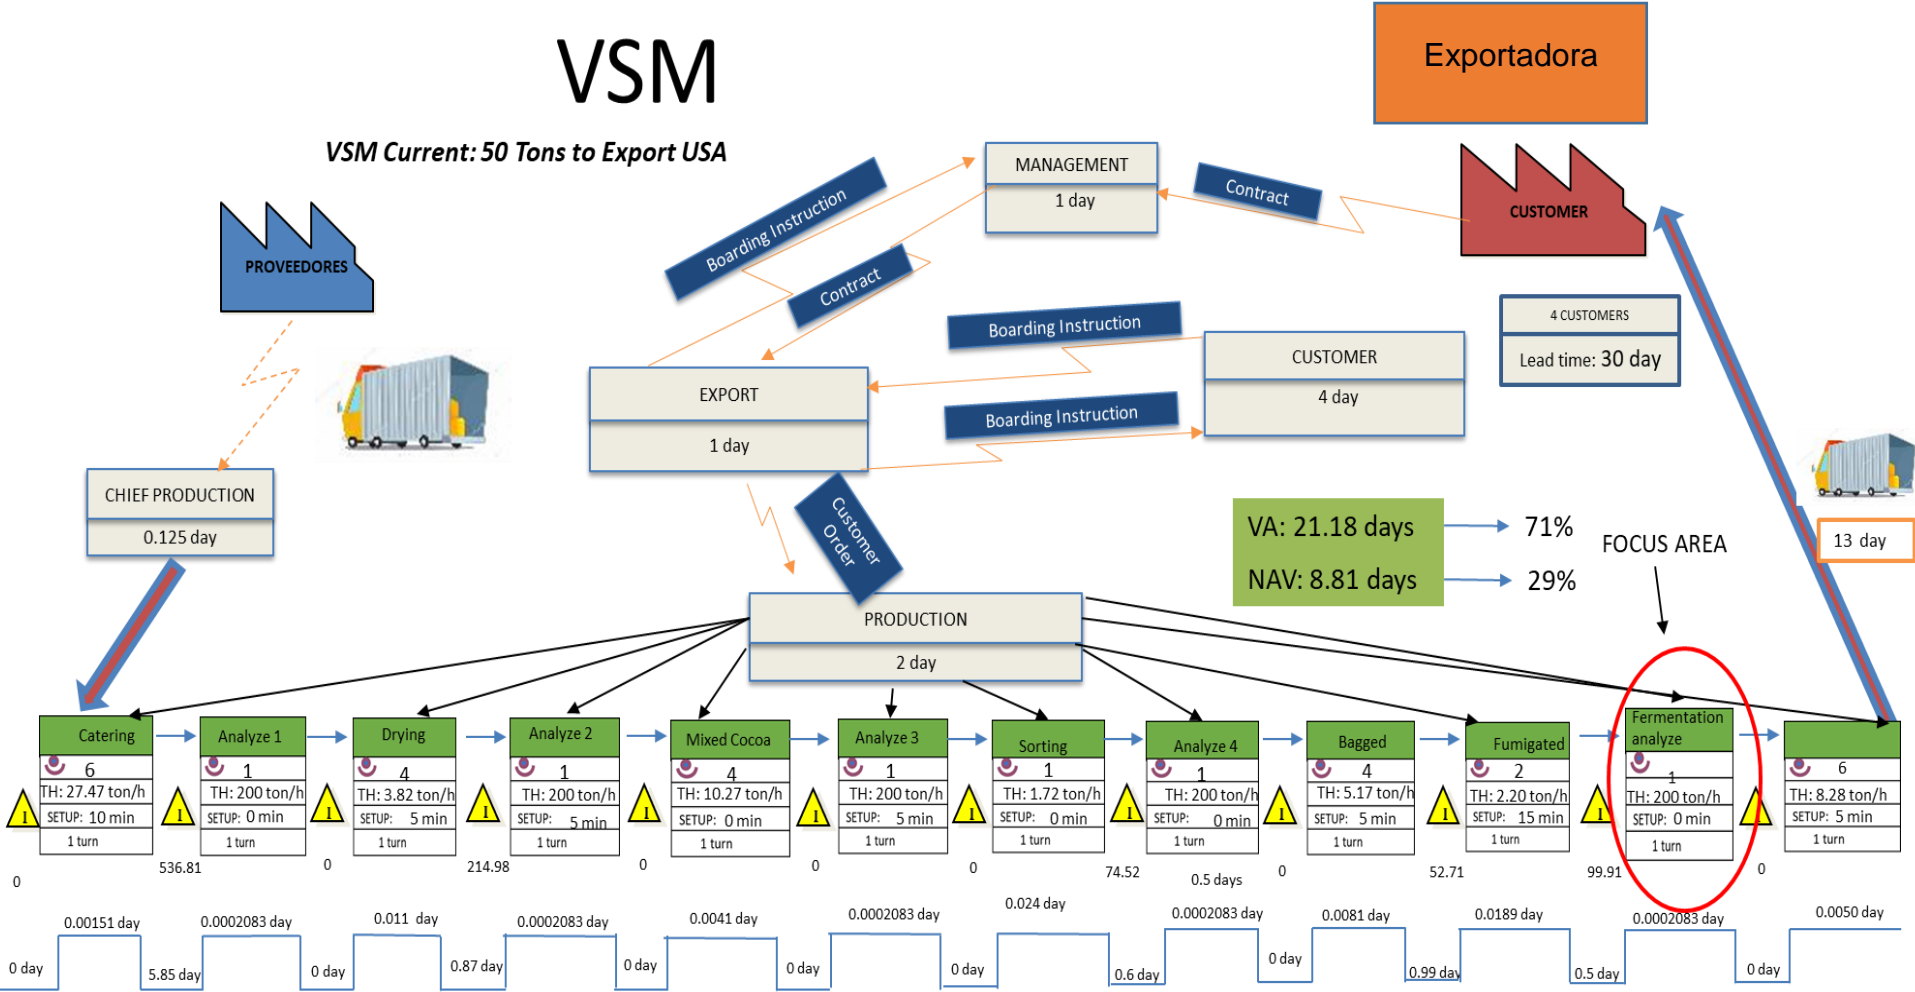 VSM
Exportadora
VSM Current: 50 Tons to Export USA
PROVEEDORES
CHIEF PRODUCTION
0.125 day
Boarding Instruction
Contract
MANAGEMENT
1 day
Contract
CUSTOMER
4 CUSTOMERS
Lead time: 30 day
EXPORT
1 day
Boarding Instruction
Boarding Instruction
CUSTOMER
4 day
Customer
Order
VA: 21.18 days
71%
NAV: 8.81 days
29%
FOCUS AREA
13 day
PRODUCTION
2 day
Catering
6
TH: 27.47 ton/h
SETUP: 10 min
1 turn
Analyze 1
1
TH: 200 ton/h
SETUP: 0 min
1 turn
Drying
4
TH: 3.82 ton/h
SETUP: 5 min
1 turn
Analyze 2
1
TH: 200 ton/h
SETUP: 5 min
1 turn
Mixed Cocoa
4
TH: 10.27 ton/h
SETUP: 0 min
1 turn
Analyze 3
1
TH: 200 ton/h
SETUP: 5 min
1 turn
Sorting
1
TH: 1.72 ton/h
SETUP: 0 min
1 turn
Analyze 4
1
TH: 200 ton/h
SETUP: 0 min
1 turn
Bagged
4
TH: 5.17 ton/h
SETUP: 5 min
1 turn
Fumigated
2
TH: 2.20 ton/h
SETUP: 15 min
1 turn
Fermentation
analyze
1
TH: 200 ton/h
SETUP: 0 min
1 turn
6
TH: 8.28 ton/h
SETUP: 5 min
1 turn
I I I I I I I I I I I I
0 536.81 0 214.98 0 0 0 74.52 0 52.71 99.91 0
0.5 days
0.00151 day 0.0002083 day 0.011 day 0.0002083 day 0.0041 day 0.0002083 day 0.024 day 0.0002083 day 0.0081 day 0.0189 day 0.0002083 day 0.0050 day
0 day 5.85 day 0 day 0.87 day 0 day 0 day 0 day 0.6 day 0 day 0.99 day 0.5 day 0 day